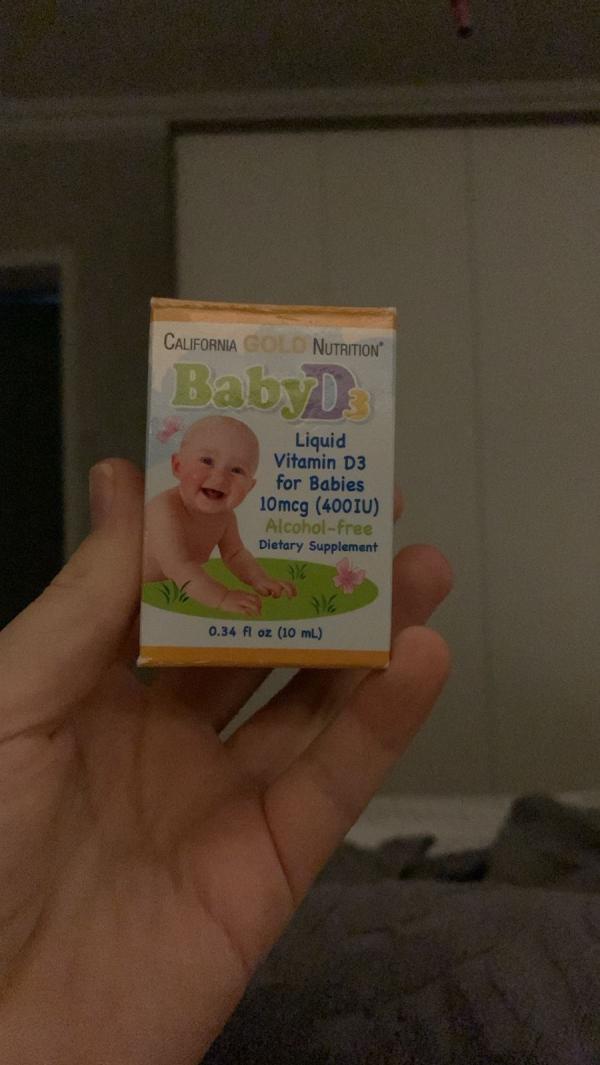 CALIFORNIA GOLD NUTRITION®
BabyD3
Liquid
Vitamin D3
for Babies
10mcg (400IU)
Alcohol-free
Dietary Supplement
0.34 fl oz (10 mL)